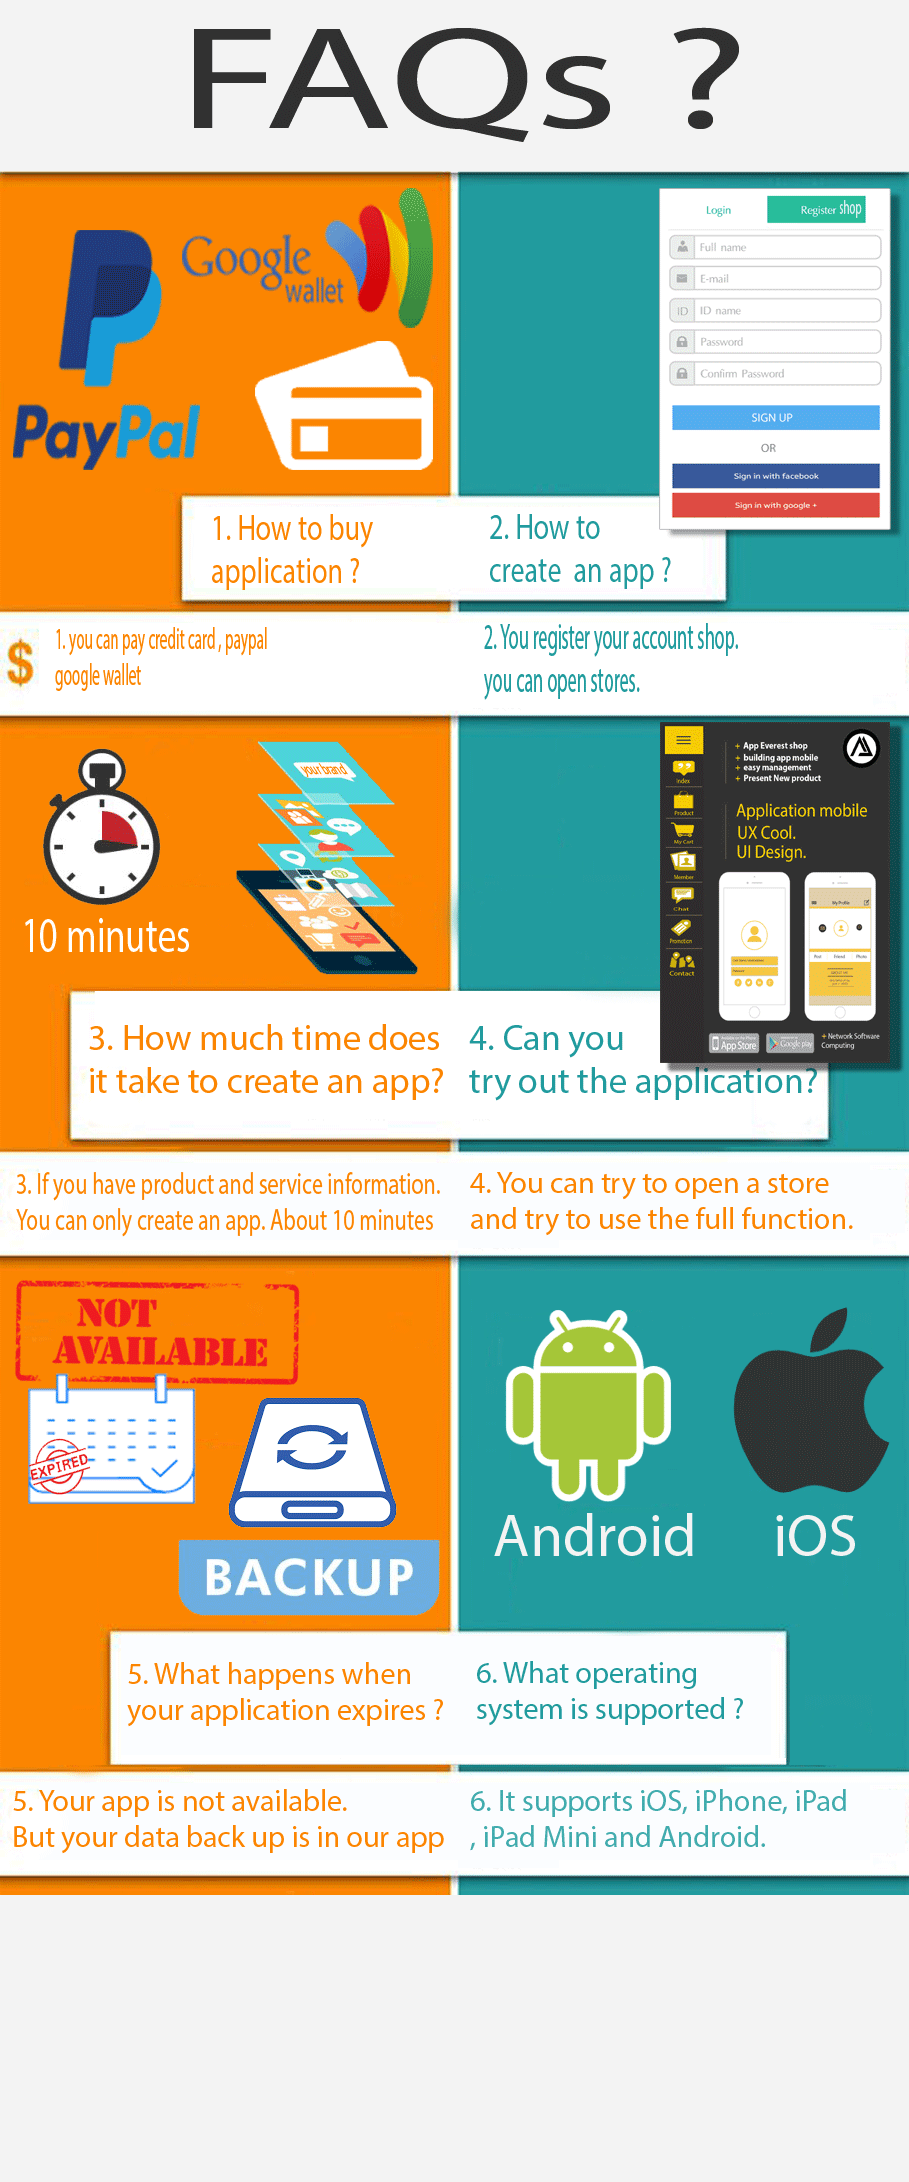 FAQs ?
Google
wallet
PayPal
Login
Register shop
Full name
E-mail
ID
ID name
Password
Confirm Password
SIGN UP
OR
Sign in with facebook
Sign in with google +
1. How to buy
application ?
2. How to
create an app ?
$
1. you can pay credit card , paypal
google wallet
2. You register your account shop.
you can open stores.
10 minutes
your brand
Index
Product
My Cart
Member
Chat
Promotion
Contact
+ App Everest shop
+ building app mobile
+ easy management
+ Present New product
Application mobile
UX Cool.
UI Design.
My Profile
Post Friend Photo
App Store
Google play
+ Network Software
Computing
3. How much time does
it take to create an app?
4. Can you
try out the application?
3. If you have product and service information.
You can only create an app. About 10 minutes
4. You can try to open a store
and try to use the full function.
NOT
AVAILABLE
EXPIRED
BACKUP
Android
iOS
5. What happens when
your application expires ?
6. What operating
system is supported ?
5. Your app is not available.
But your data back up is in our app
6. It supports iOS, iPhone, iPad
, iPad Mini and Android.